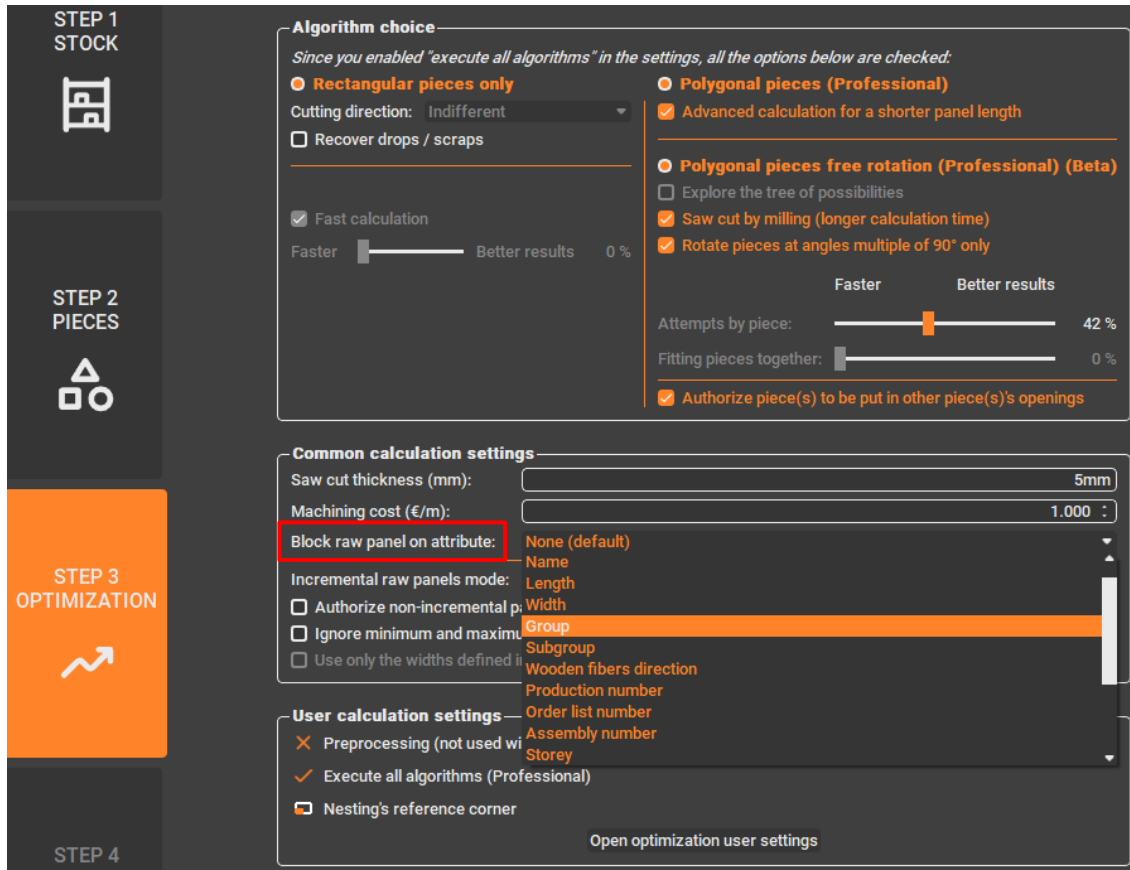 STEP 1
STOCK
STEP 2
PIECES
STEP 3
OPTIMIZATION
STEP 4
Algorithm choice
Since you enabled "execute all algorithms" in the settings, all the options below are checked:
Rectangular pieces only
Cutting direction: Indifferent
Recover drops / scraps
Fast calculation
Faster Better results 0 %
Polygonal pieces (Professional)
Advanced calculation for a shorter panel length
Polygonal pieces free rotation (Professional) (Beta)
Explore the tree of possibilities
Saw cut by milling (longer calculation time)
Rotate pieces at angles multiple of 90° only
Faster Better results
Attempts by piece: 42 %
Fitting pieces together: 0 %
Authorize piece(s) to be put in other piece(s)'s openings
Common calculation settings
Saw cut thickness (mm): 5mm
Machining cost (€/m): 1.000
Block raw panel on attribute: None (default)
Name
Length
Width
Group
Subgroup
Wooden fibers direction
Production number
Order list number
Assembly number
Storey
Incremental raw panels mode:
Authorize non-incremental
Ignore minimum and
Use only the widths defined
User calculation settings
Preprocessing (not used
Execute all algorithms (Professional)
Nesting's reference corner
Open optimization user settings